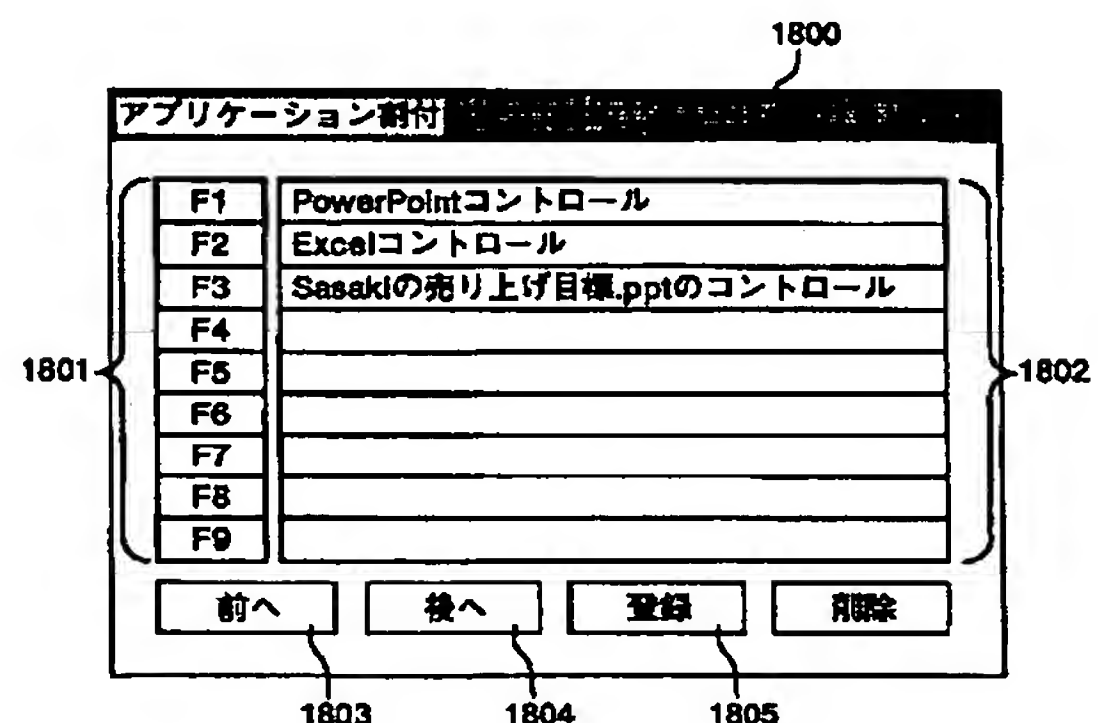 1800
アプリケーション割付
F1 PowerPointコントロール
F2 Excelコントロール
F3 Sasakiの売り上げ目標.pptのコントロール
F4
1801 F5 1802
F6
F7
F8
F9
前へ 後へ 登録 削除
1803 1804 1805